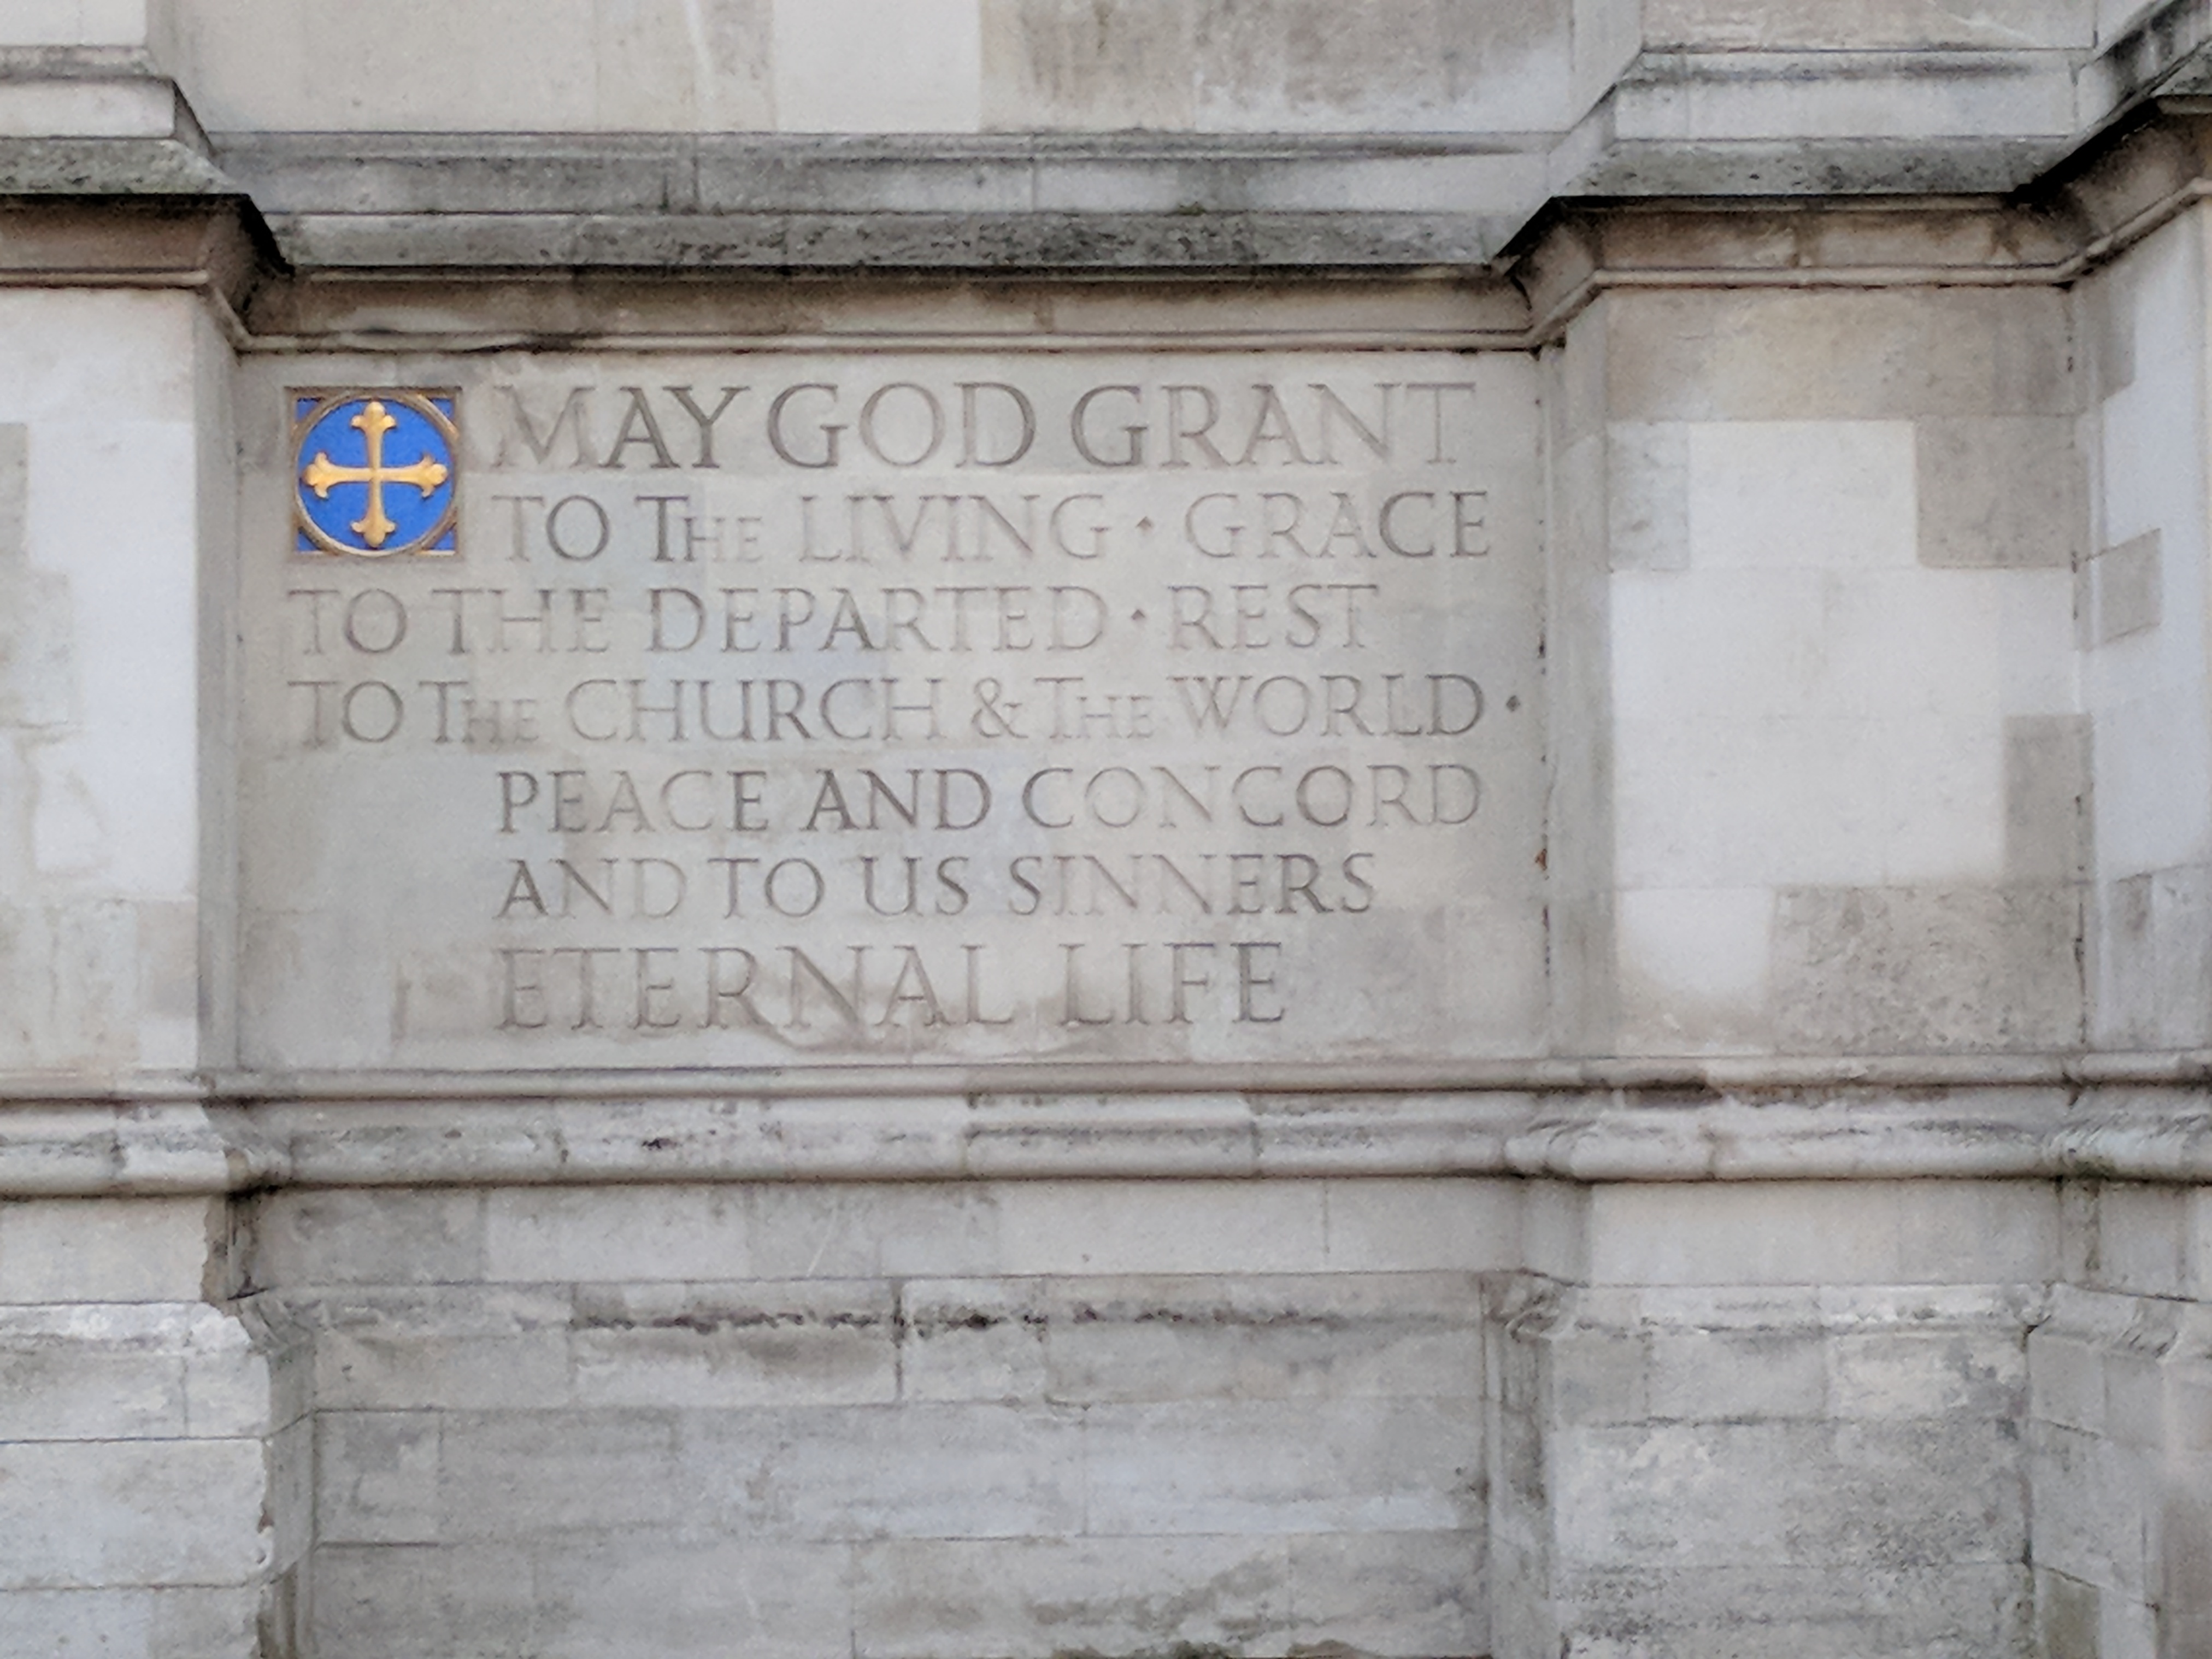 MAY GOD GRANT
TO THE LIVING · GRACE
TO THE DEPARTED · REST
TO THE CHURCH & THE WORLD ·
PEACE AND CONCORD
AND TO US SINNERS
ETERNAL LIFE